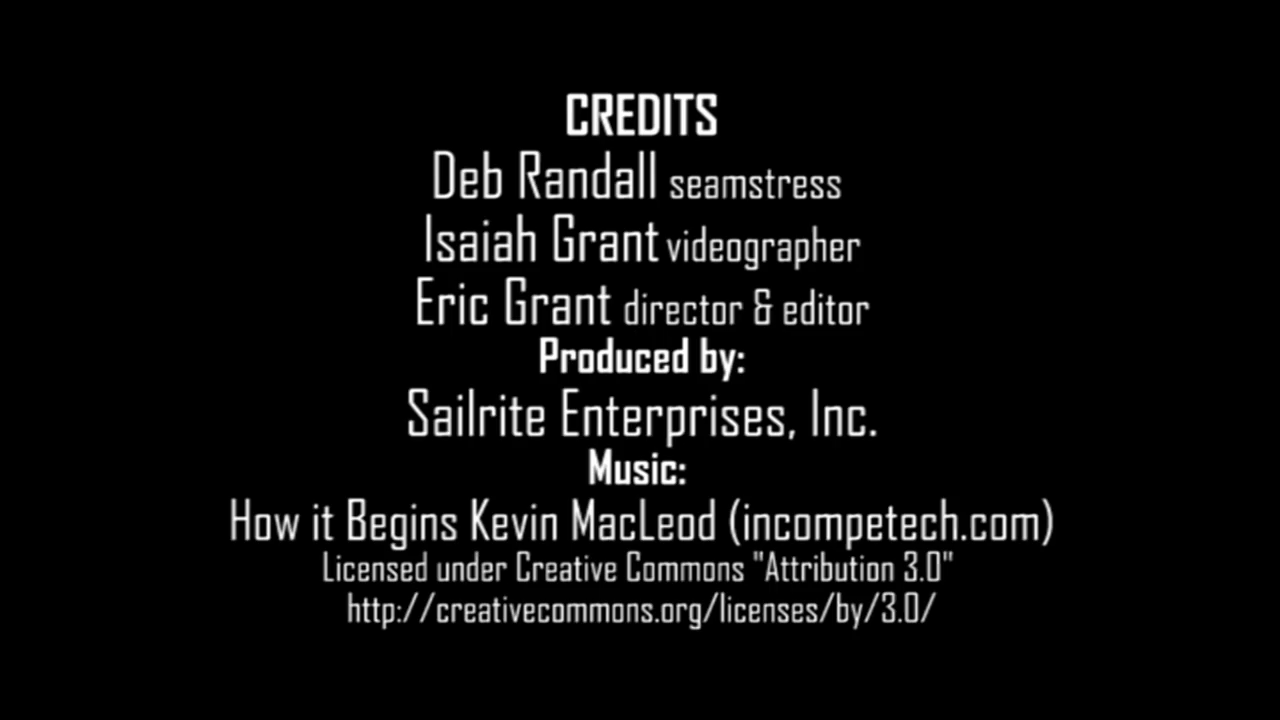 CREDITS
Deb Randall seamstress
Isaiah Grant videographer
Eric Grant director & editor
Produced by:
Sailrite Enterprises, Inc.
Music:
How it Begins Kevin MacLeod (incompetech.com)
Licensed under Creative Commons "Attribution 3.0"
http://creativecommons.org/licenses/by/3.0/